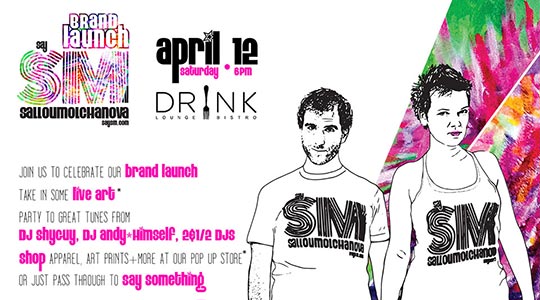 BRAND
launch
say
SM
SALLOUMOLCHANOVA
saysm.com
april 12
saturday • 6pm
DRINK
LOUNGE BISTRO
JOIN US TO CELEBRATE OUR brand launch
TAKE IN SOME live art*
PARTY TO GREAT TUNES FROM
DJ SHYGUY, DJ ANDY*HIMSELF, 2@1/2 DJS
shop APPAREL, ART PRINTS+MORE AT OUR POP UP STORE*
OR JUST PASS THROUGH TO say something
SM
salloumolchanova
SM
salloumolchanova